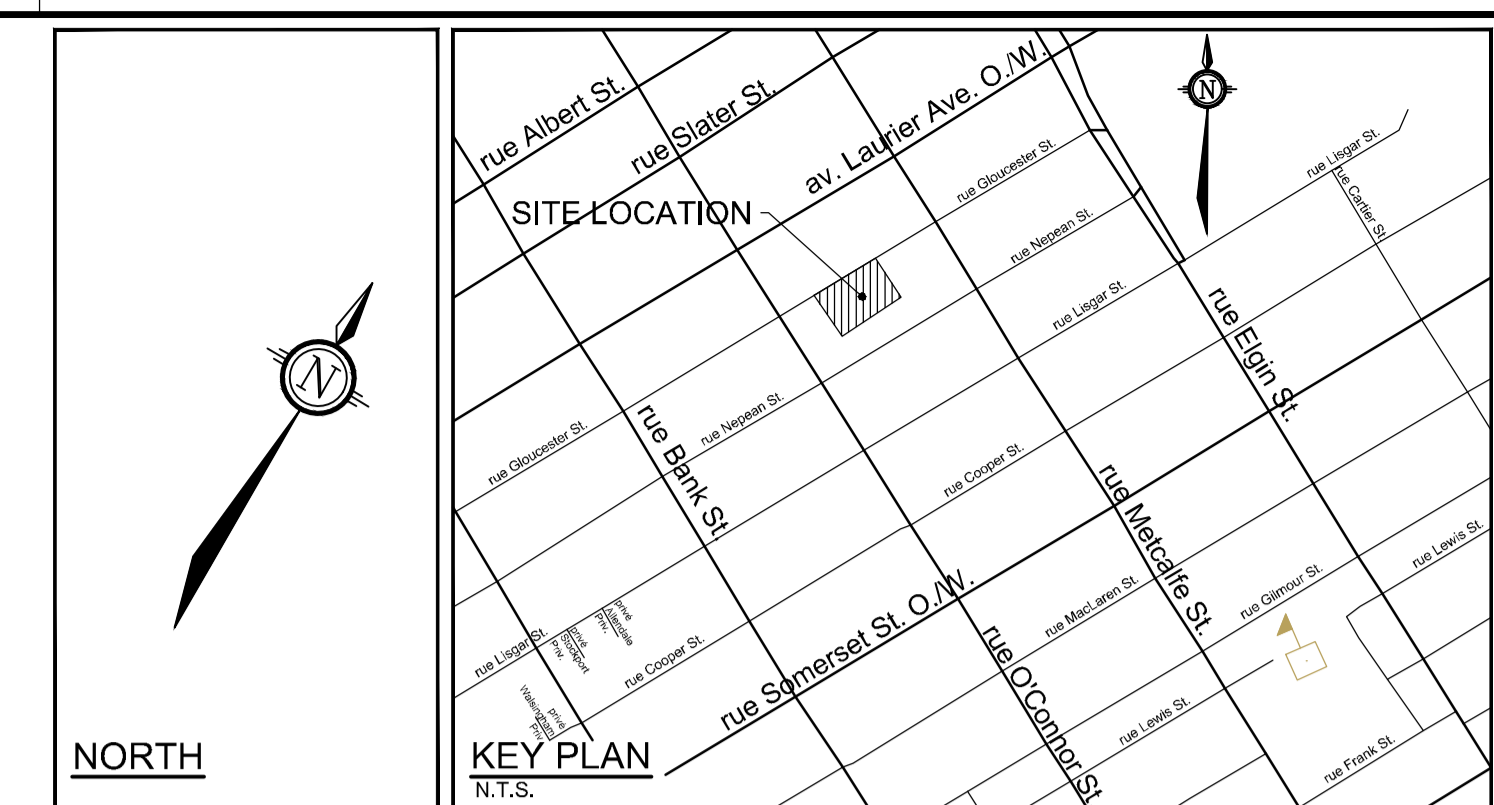 N
NORTH
N
rue Albert St.
rue Slater St.
av. Laurier Ave. O./W.
rue Gloucester St.
rue Lisgar St.
rue Cartier St.
SITE LOCATION
rue Nepean St.
rue Lisgar St.
rue Elgin St.
rue Gloucester St.
rue Nepean St.
rue Bank St.
rue Cooper St.
rue Metcalfe St.
rue Lewis St.
rue Somerset St. O./W.
rue MacLaren St.
rue Gilmour St.
privé
Allendale
Priv.
privé
Stockport
Priv.
rue Lisgar St.
rue Cooper St.
rue O'Connor St.
privé
Walsingham
Priv.
rue Lewis St.
rue Frank St.
KEY PLAN
N.T.S.